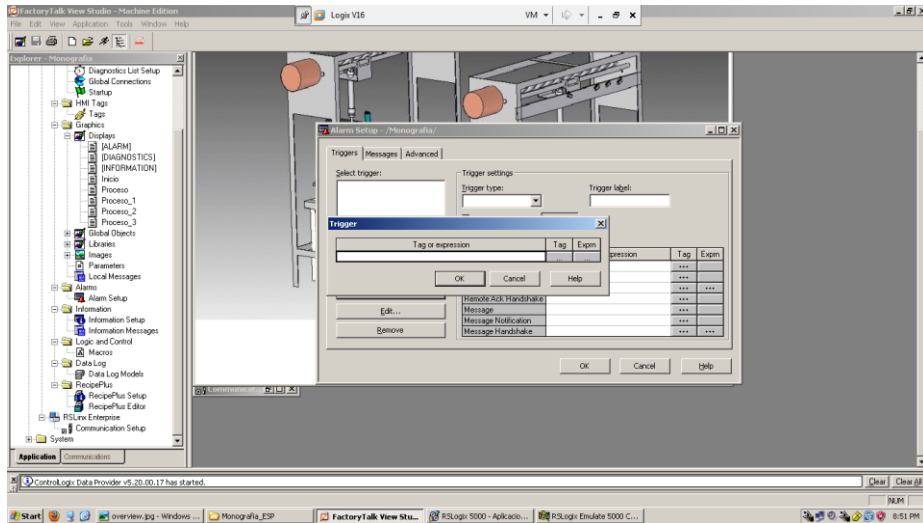 FactoryTalk View Studio - Machine Edition
Logix V16
VM
File Edit View Application Tools Window Help
Explorer - Monografia
Diagnostics List Setup
Global Connections
Startup
HMI Tags
Tags
Graphics
Displays
[ALARM]
[DIAGNOSTICS]
[INFORMATION]
Inicio
Proceso
Proceso_1
Proceso_2
Proceso_3
Global Objects
Libraries
Images
Parameters
Local Messages
Alarms
Alarm Setup
Information
Information Setup
Information Messages
Logic and Control
Macros
Data Log
Data Log Models
RecipePlus
RecipePlus Setup
RecipePlus Editor
RSLinx Enterprise
Communication Setup
System
Application Communications
Alarm Setup - /Monografia/
Triggers Messages Advanced
Select trigger:
Trigger settings
Trigger type:
Trigger label:
Trigger
Tag or expression Tag Exprn
... ...
OK Cancel Help
pression Tag Exprn
Remote Ack Handshake
Message
Message Notification
Message Handshake
Edit...
Remove
OK Cancel Help
ControlLogix Data Provider v5.20.00.17 has started.
Clear Clear All
NUM
Start
overview.jpg - Windows ...
Monografia_ESP
FactoryTalk View Stu...
RSLogix 5000 - Aplicacio...
RSLogix Emulate 5000 C...
8:51 PM